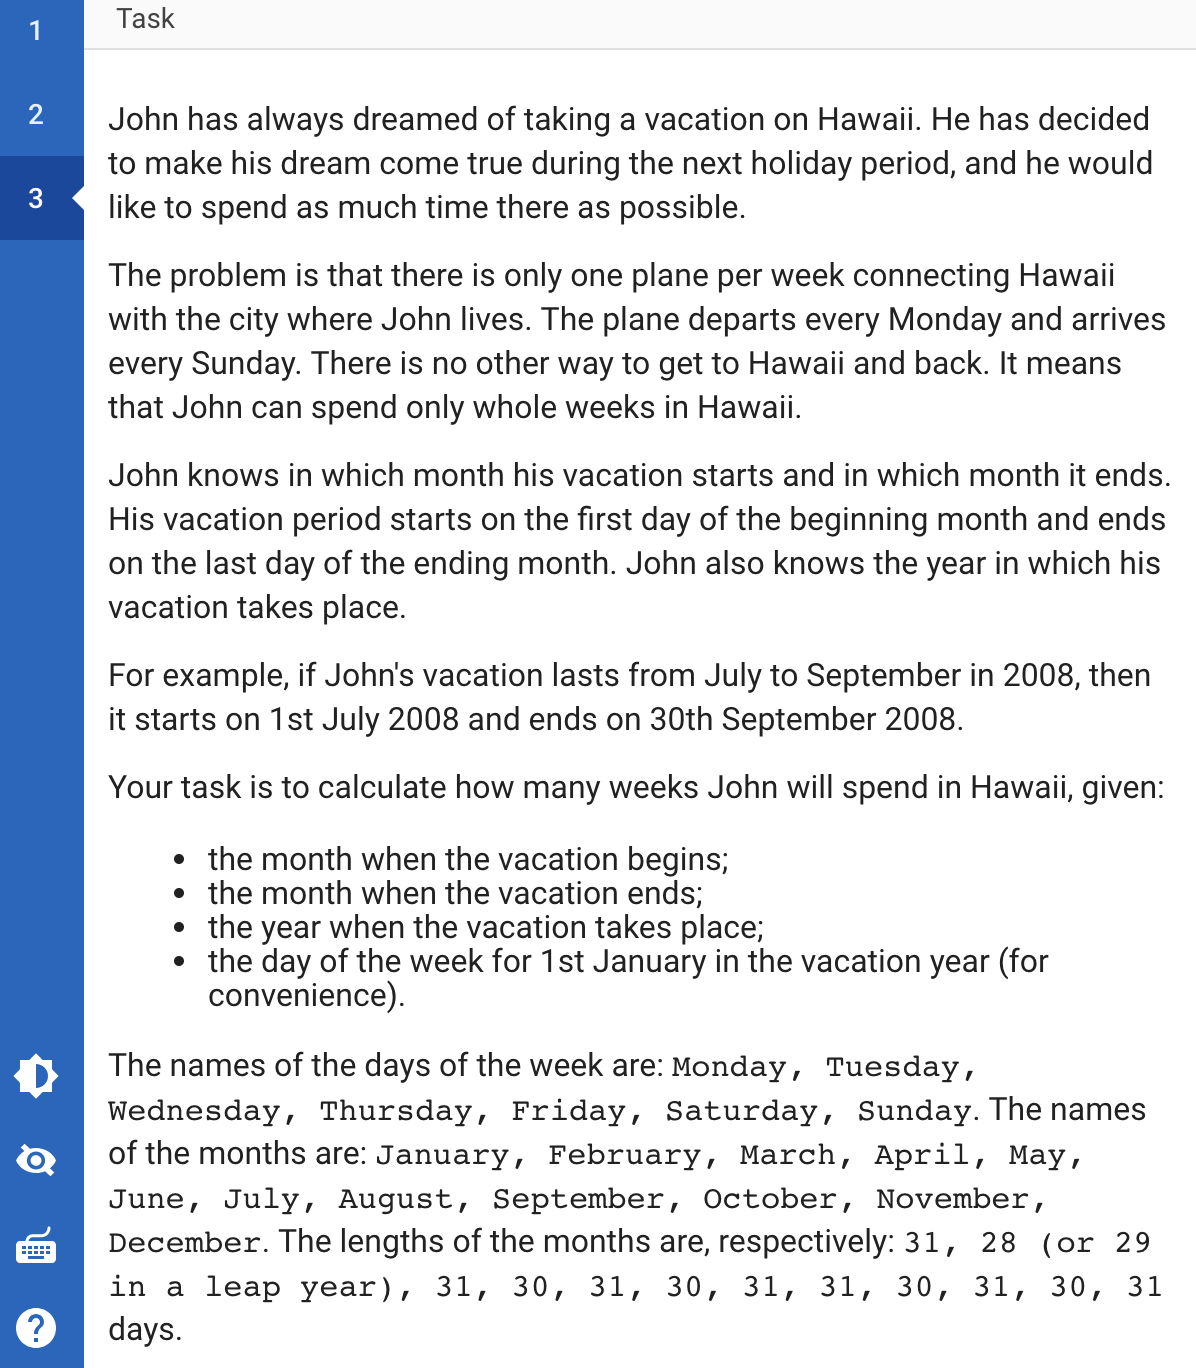 1
Task
2
3
John has always dreamed of taking a vacation on Hawaii. He has decided
to make his dream come true during the next holiday period, and he would
like to spend as much time there as possible.
The problem is that there is only one plane per week connecting Hawaii
with the city where John lives. The plane departs every Monday and arrives
every Sunday. There is no other way to get to Hawaii and back. It means
that John can spend only whole weeks in Hawaii.
John knows in which month his vacation starts and in which month it ends.
His vacation period starts on the first day of the beginning month and ends
on the last day of the ending month. John also knows the year in which his
vacation takes place.
For example, if John's vacation lasts from July to September in 2008, then
it starts on 1st July 2008 and ends on 30th September 2008.
Your task is to calculate how many weeks John will spend in Hawaii, given:
• the month when the vacation begins;
• the month when the vacation ends;
• the year when the vacation takes place;
• the day of the week for 1st January in the vacation year (for
convenience).
The names of the days of the week are: Monday, Tuesday,
Wednesday, Thursday, Friday, Saturday, Sunday. The names
of the months are: January, February, March, April, May,
June, July, August, September, October, November,
December. The lengths of the months are, respectively: 31, 28 (or 29
in a leap year), 31, 30, 31, 30, 31, 31, 30, 31, 30, 31
days.
?